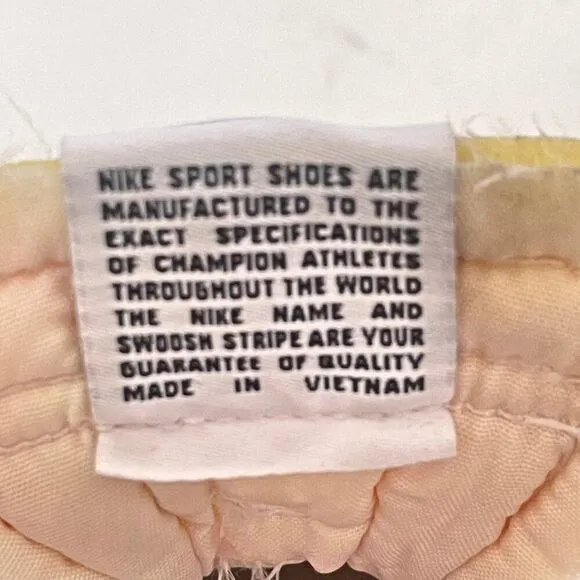 NIKE SPORT SHOES ARE
MANUFACTURED TO THE
EXACT SPECIFICATIONS
OF CHAMPION ATHLETES
THROUGHOUT THE WORLD
THE NIKE NAME AND
SWOOSH STRIPE ARE YOUR
GUARANTEE OF QUALITY
MADE IN VIETNAM